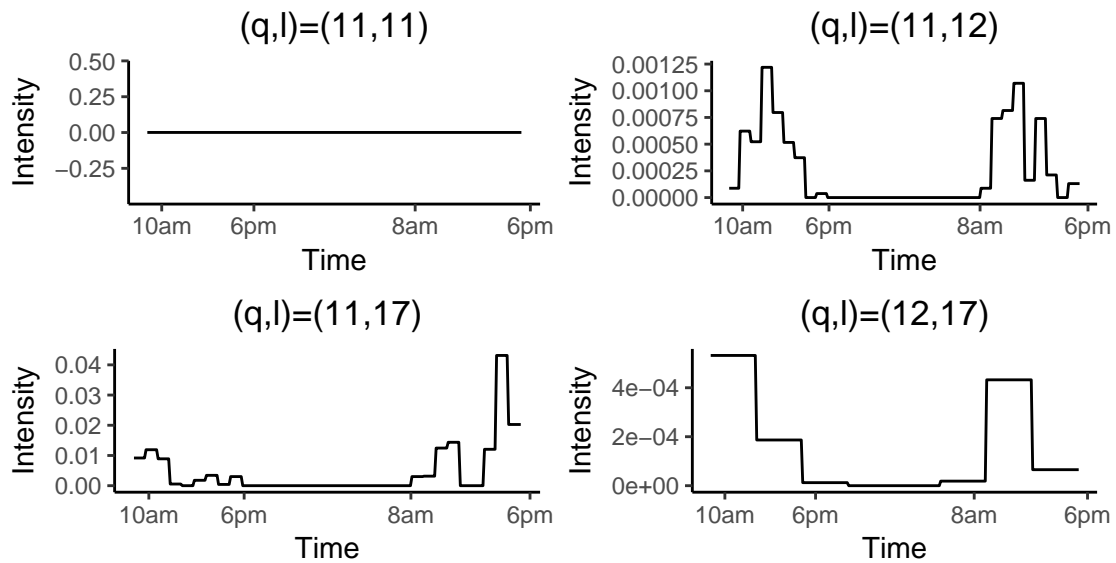 (q,l)=(11,11)
0.50
0.25
0.00
−0.25
Intensity
10am 6pm 8am 6pm
Time
(q,l)=(11,12)
0.00125
0.00100
0.00075
0.00050
0.00025
0.00000
Intensity
10am 6pm 8am 6pm
Time
(q,l)=(11,17)
0.04
0.03
0.02
0.01
0.00
Intensity
10am 6pm 8am 6pm
Time
(q,l)=(12,17)
4e−04
2e−04
0e+00
Intensity
10am 6pm 8am 6pm
Time